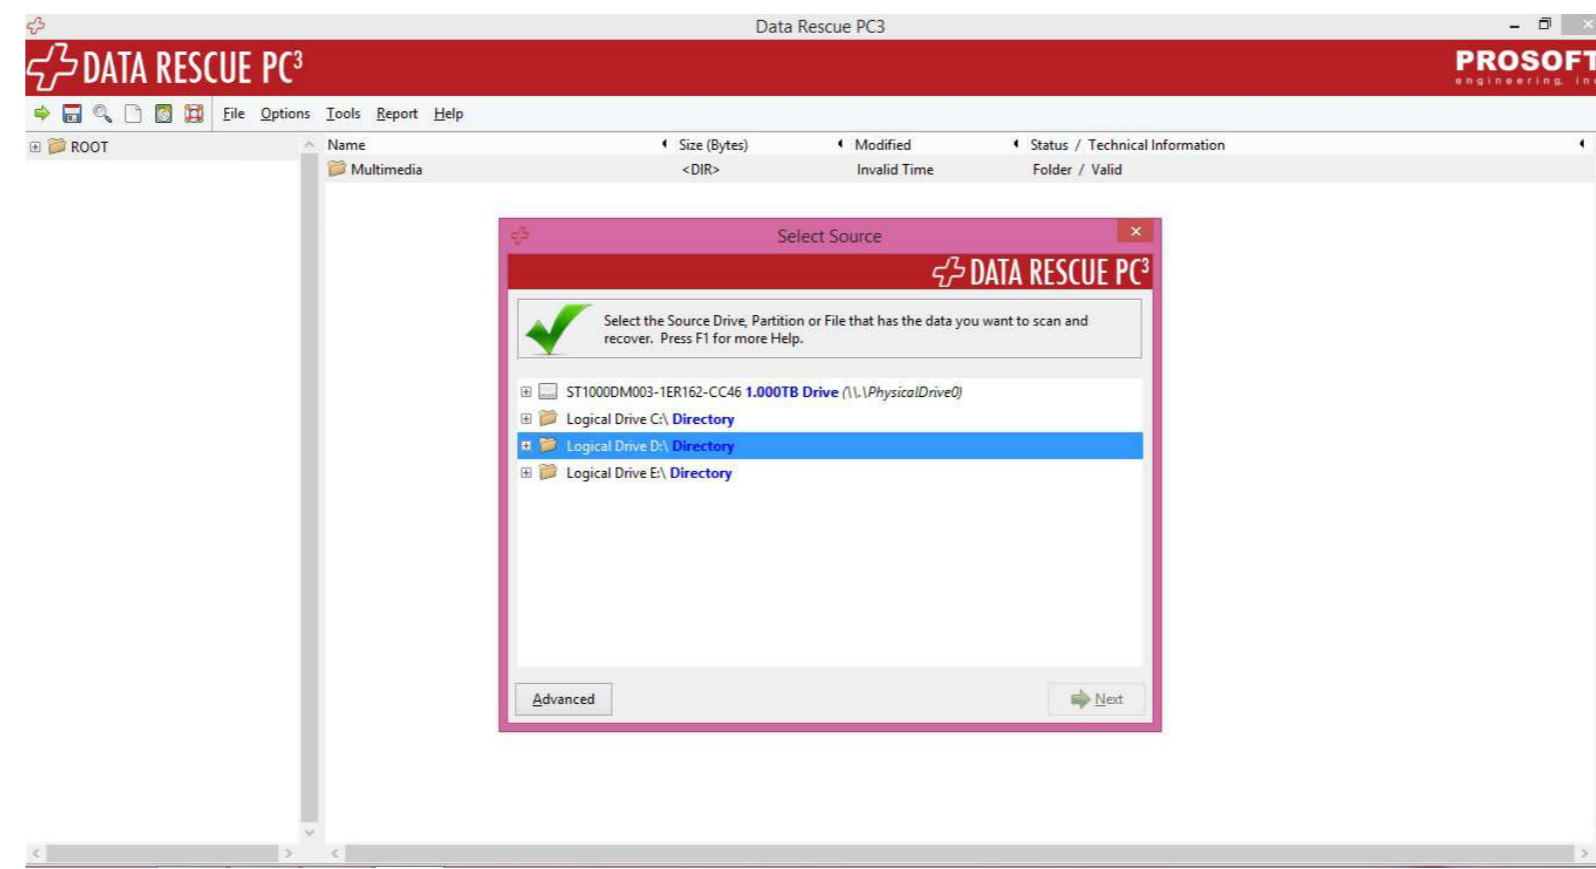 Data Rescue PC3
DATA RESCUE PC³
PROSOFT
engineering, inc
File Options Tools Report Help
ROOT
Name Size (Bytes) Modified Status / Technical Information
Multimedia <DIR> Invalid Time Folder / Valid
Select Source
DATA RESCUE PC³
Select the Source Drive, Partition or File that has the data you want to scan and
recover. Press F1 for more Help.
ST1000DM003-1ER162-CC46 1.000TB Drive (\\.\PhysicalDrive0)
Logical Drive C:\ Directory
Logical Drive D:\ Directory
Logical Drive E:\ Directory
Advanced
Next